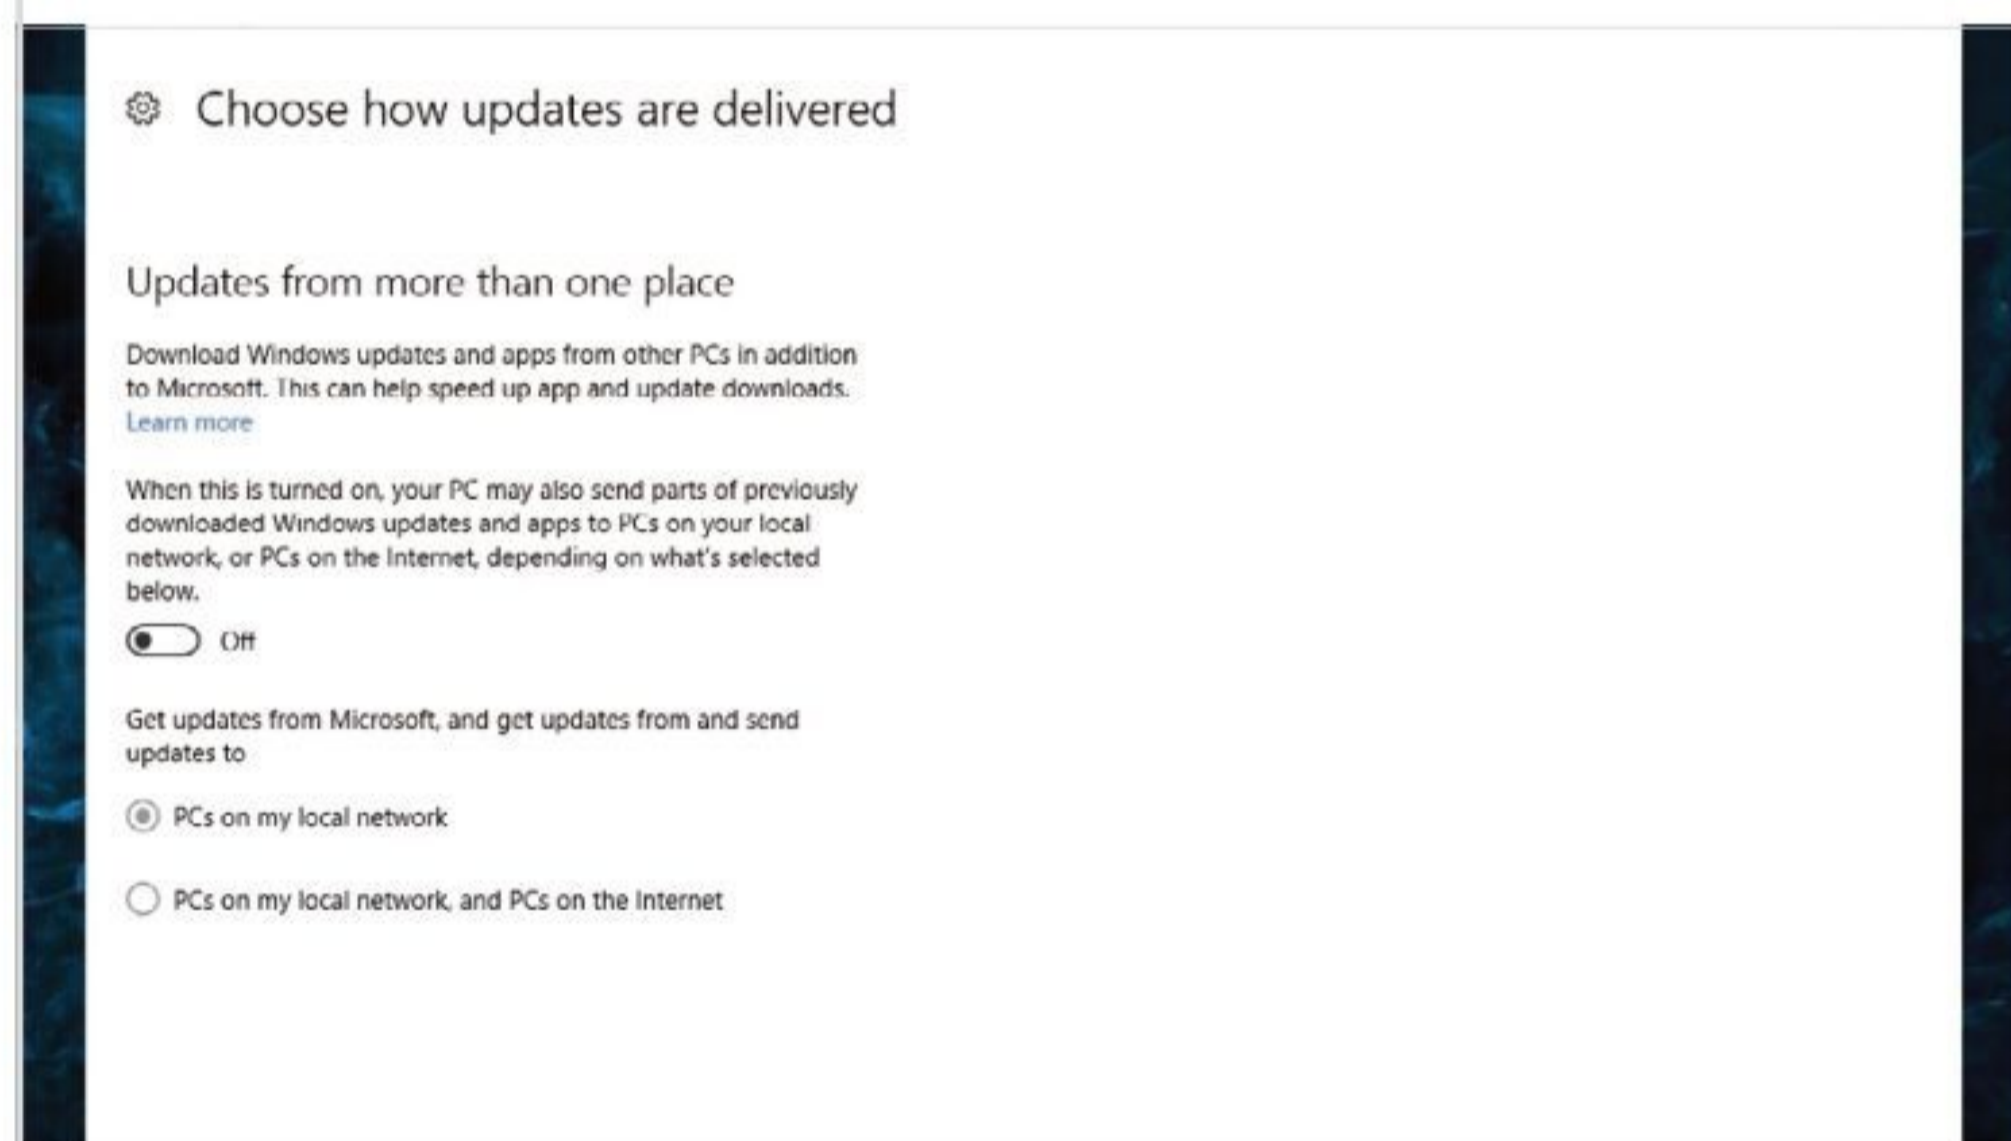 Choose how updates are delivered
Updates from more than one place
Download Windows updates and apps from other PCs in addition
to Microsoft. This can help speed up app and update downloads.
Learn more
When this is turned on, your PC may also send parts of previously
downloaded Windows updates and apps to PCs on your local
network, or PCs on the Internet, depending on what's selected
below.
Off
Get updates from Microsoft, and get updates from and send
updates to
PCs on my local network
PCs on my local network, and PCs on the Internet